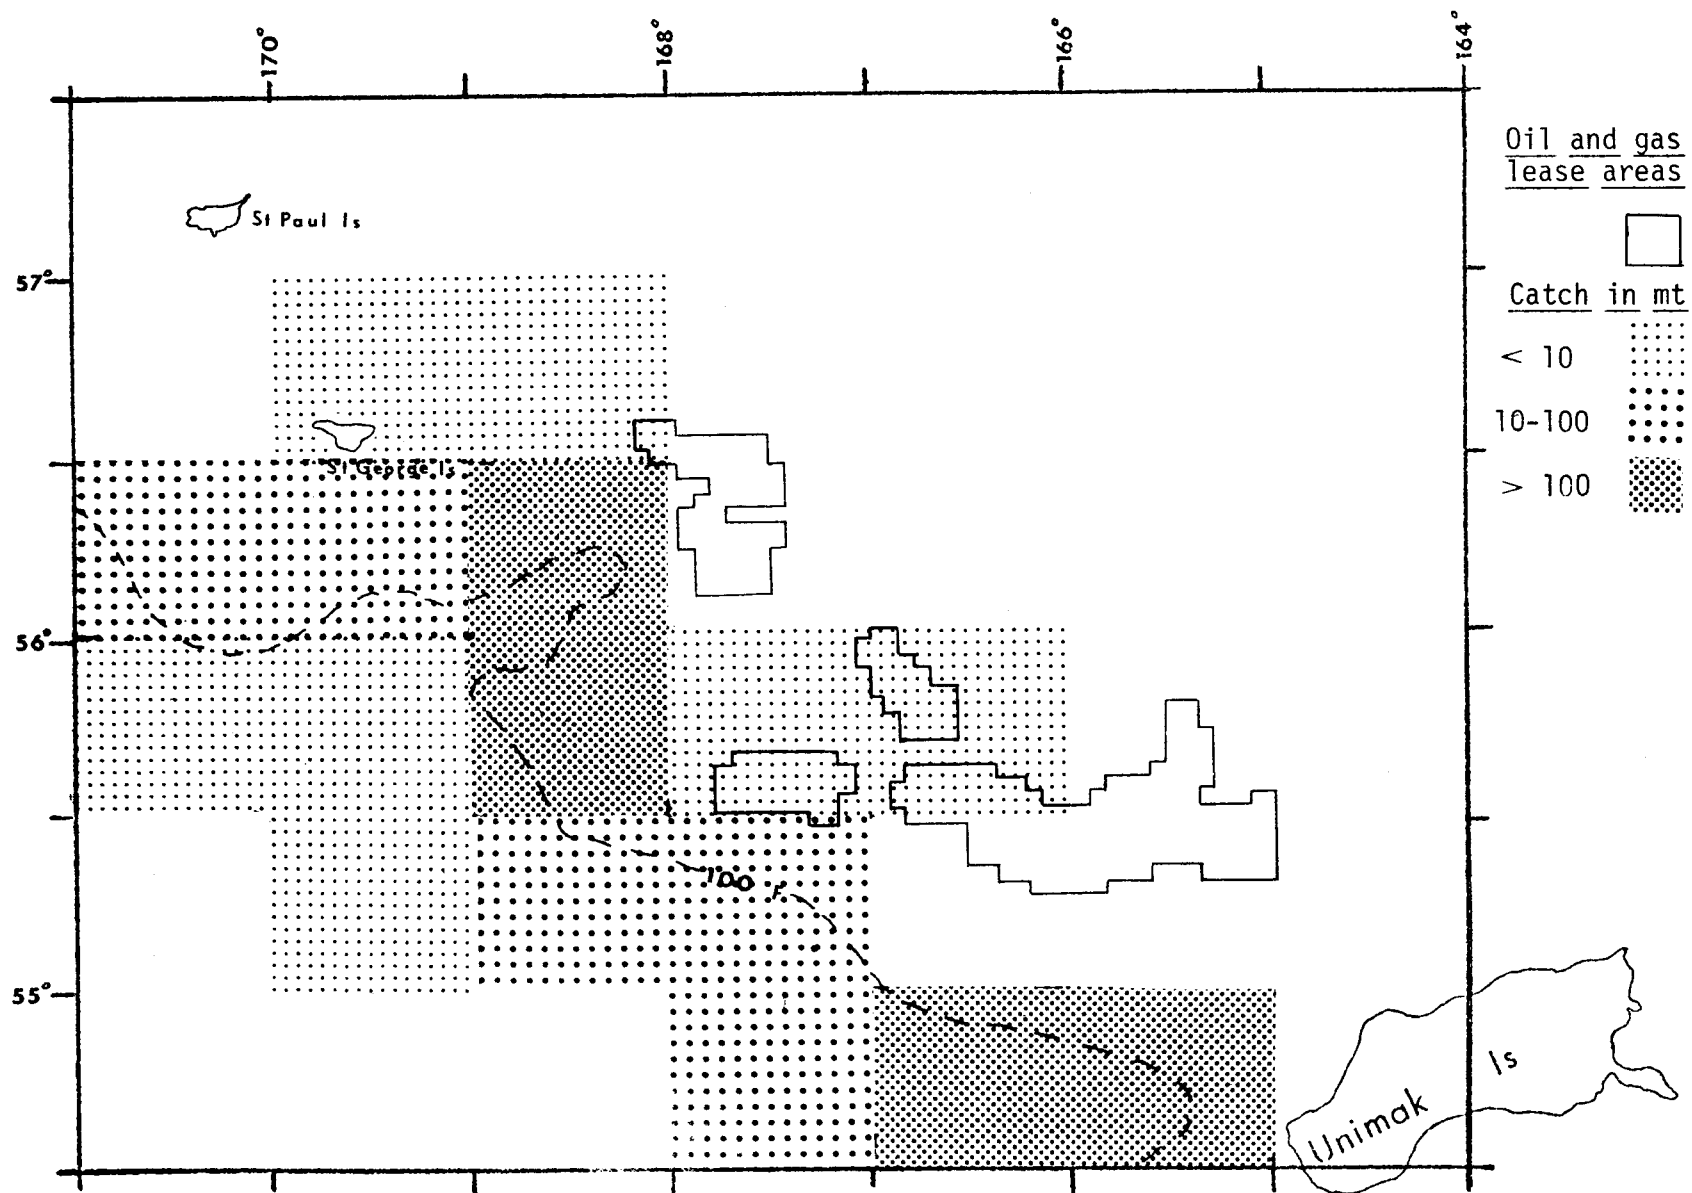 170°
168°
166°
164°
Oil and gas
lease areas
St Paul Is
57°
Catch in mt
< 10
10-100
St George Is
> 100
56°
100 F
55°
Unimak Is